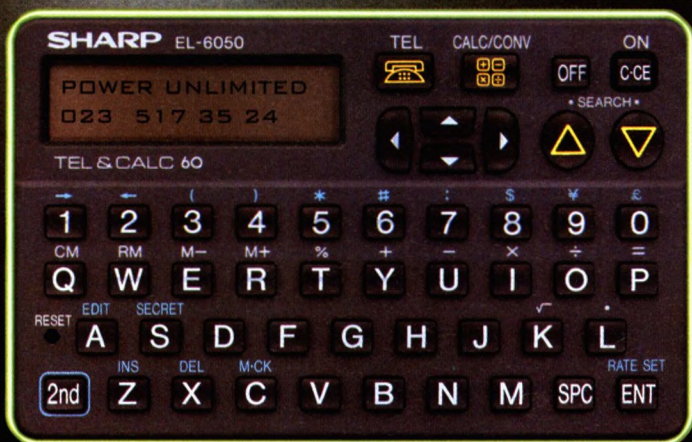 SHARP EL-6050 TEL CALC/CONV ON
OFF C·CE
POWER UNLIMITED
023 517 35 24
• SEARCH •
TEL & CALC 60
→ ← ( ) * # : $ ¥ £
1 2 3 4 5 6 7 8 9 0
CM RM M− M+ % + − × ÷ =
Q W E R T Y U I O P
EDIT SECRET √ •
RESET A S D F G H J K L
INS DEL M·CK RATE SET
2nd Z X C V B N M SPC ENT